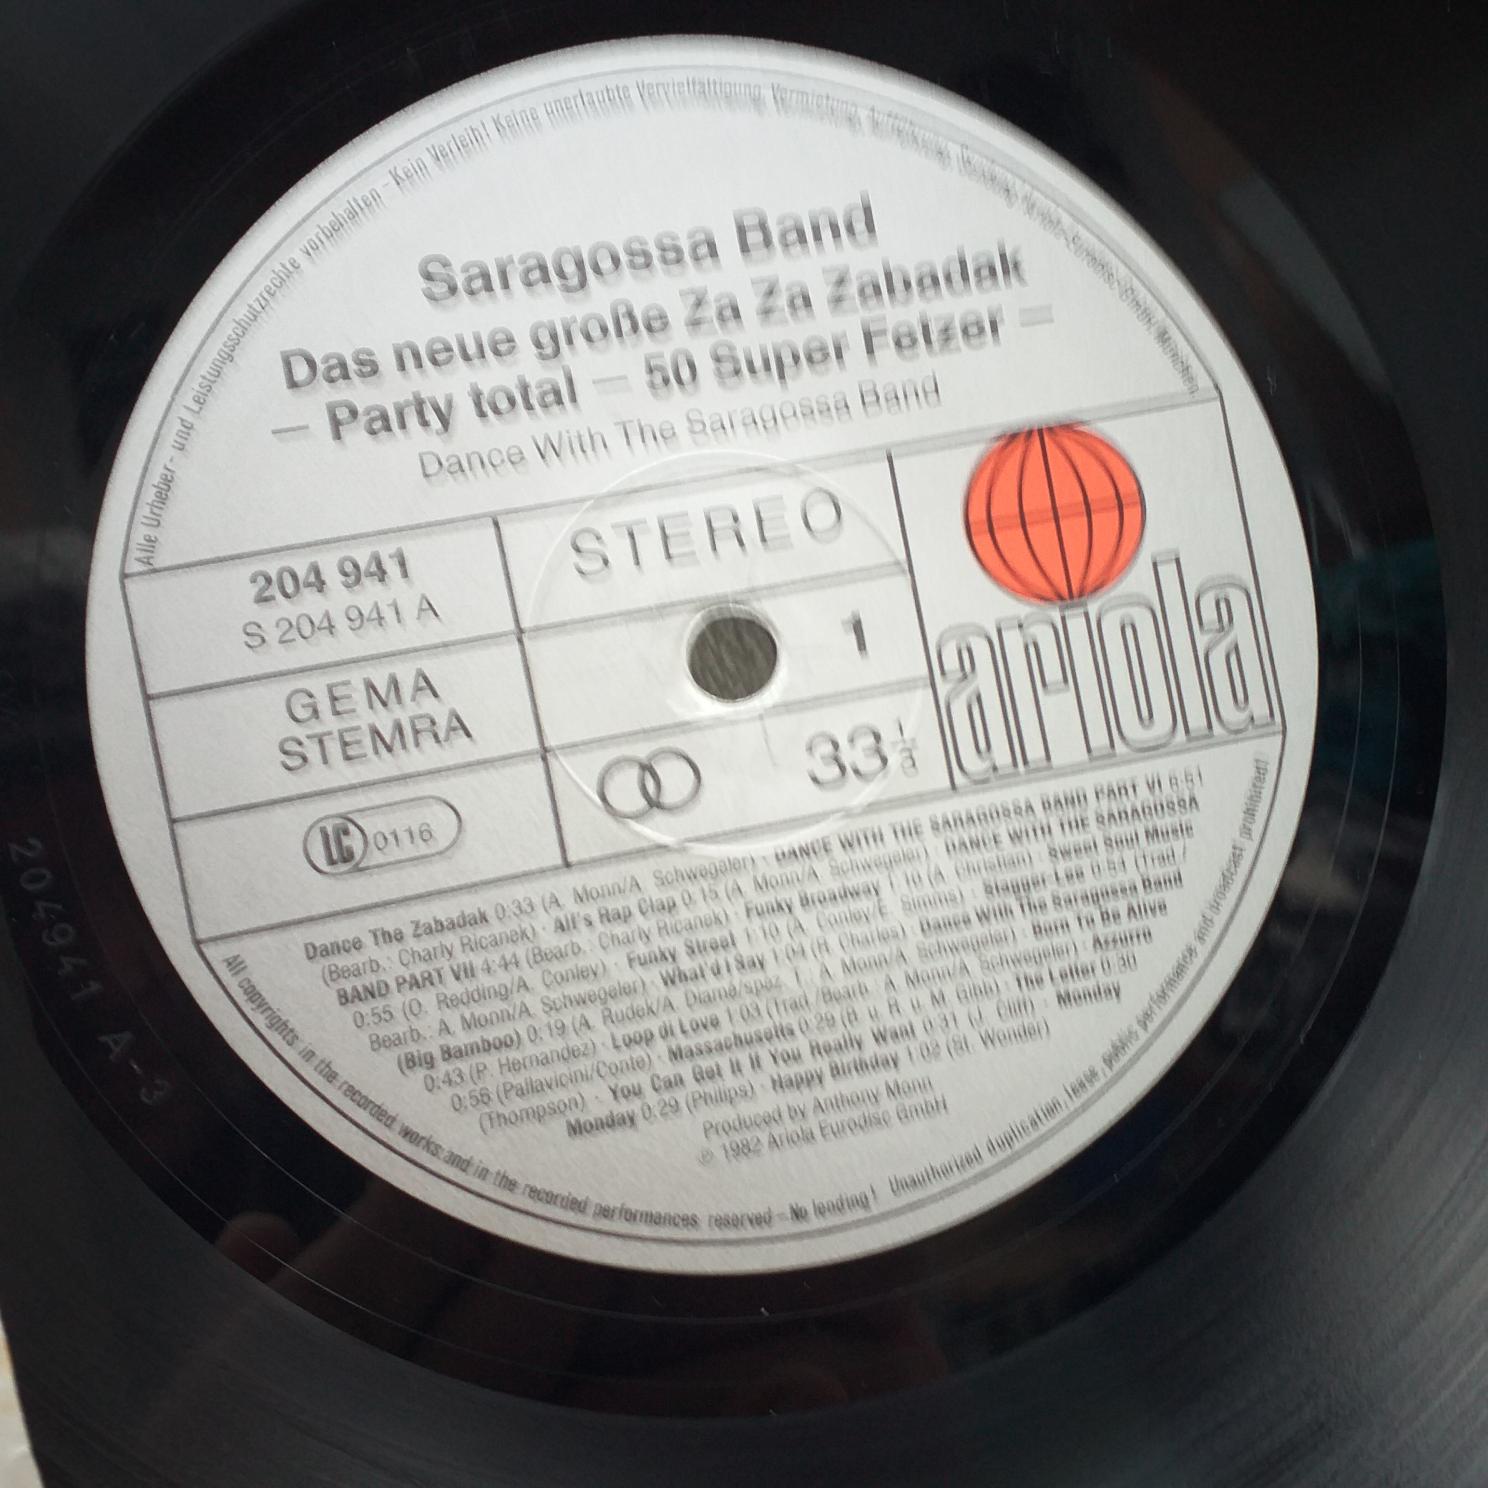 Alle Urheber- und Leistungsschutzrechte vorbehalten - Kein Verleih! Keine unerlaubte Vervielfältigung, Vermietung, Aufführung, Sendung! Ariola-Eurodisc GmbH, München.
Saragossa Band
Das neue große Za Za Zabadak
— Party total — 50 Super Fetzer —
Dance With The Saragossa Band
204 941
S 204 941 A
STEREO
1
GEMA
STEMRA
LC 0116
33 1/3
ariola
Dance The Zabadak 0:33 (A. Monn/A. Schwegeler) · DANCE WITH THE SARAGOSSA BAND PART VI 6:51
(Bearb.: Charly Ricanek) · Alf's Rap Clap 0:15 (A. Monn/A. Schwegeler) · DANCE WITH THE SARAGOSSA
BAND PART VII 4:44 (Bearb.: Charly Ricanek) · Funky Broadway 1:10 (A. Christian) · Sweet Soul Music
0:55 (O. Redding/A. Conley) · Funky Street 1:10 (A. Conley/E. Simms) · Stagger Lee 0:54 (Trad./
Bearb.: A. Monn/A. Schwegeler) · What'd I Say 1:04 (R. Charles) · Dance With The Saragossa Band
(Big Bamboo) 0:19 (A. Rudek/A. Diamé/spez. T.: A. Monn/A. Schwegeler) · Born To Be Alive
0:43 (P. Hernandez) · Loop di Love 1:03 (Trad./Bearb.: A. Monn/A. Schwegeler) · Azzurro
0:56 (Pallavicini/Conte) · Massachusetts 0:29 (B. u. R. u. M. Gibb) · The Letter 0:30
(Thompson) · You Can Get It If You Really Want 0:31 (J. Cliff) · Monday
Monday 0:29 (Philips) · Happy Birthday 1:02 (St. Wonder)
Produced by Anthony Monn
℗ 1982 Ariola Eurodisc GmbH
All copyrights in the recorded works and in the recorded performances reserved - No lending! Unauthorized duplication, lease, public performance and broadcast prohibited!
204941 A-3